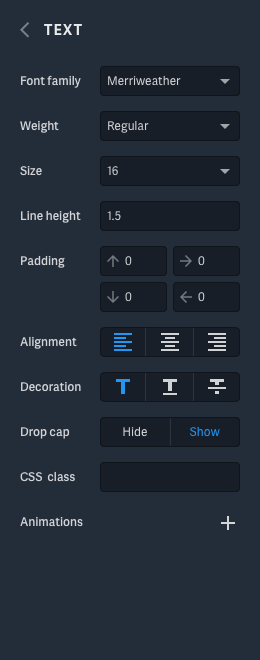 TEXT
Font family Merriweather
Weight Regular
Size 16
Line height 1.5
Padding 0 0
0 0
Alignment
Decoration T T T
Drop cap Hide Show
CSS class
Animations